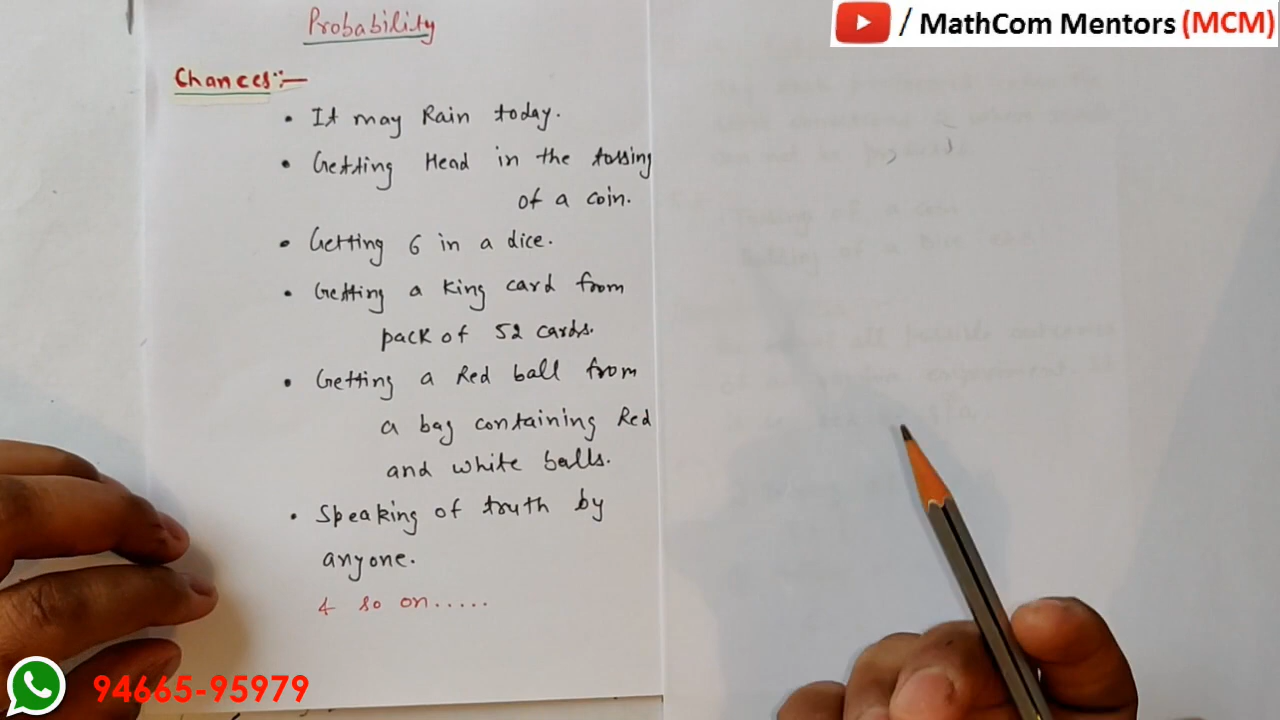 Probability
/ MathCom Mentors (MCM)
Chances:—
• It may Rain today.
• Getting Head in the tossing
of a coin.
• Getting 6 in a dice.
• Getting a King card from
pack of 52 cards.
• Getting a Red ball from
a bag containing Red
and white balls.
• Speaking of truth by
anyone.
& so on.....
94665-95979